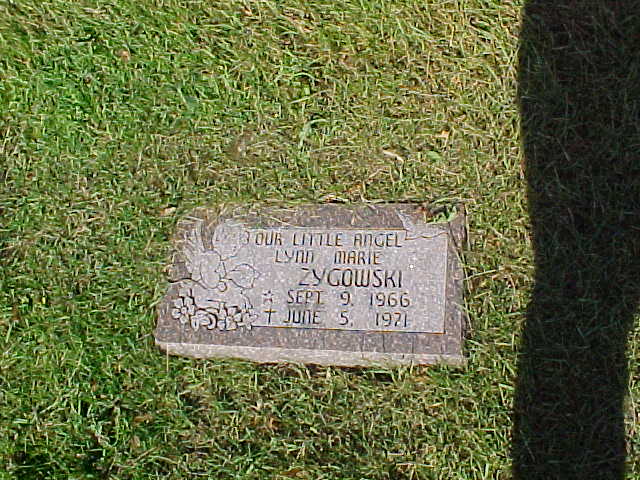 OUR LITTLE ANGEL
LYNN MARIE
ZYGOWSKI
☆ SEPT. 9, 1966
✝ JUNE 5, 1971